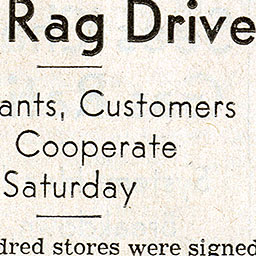 Rag Drive
ants, Customers
Cooperate
Saturday
dred stores were signed